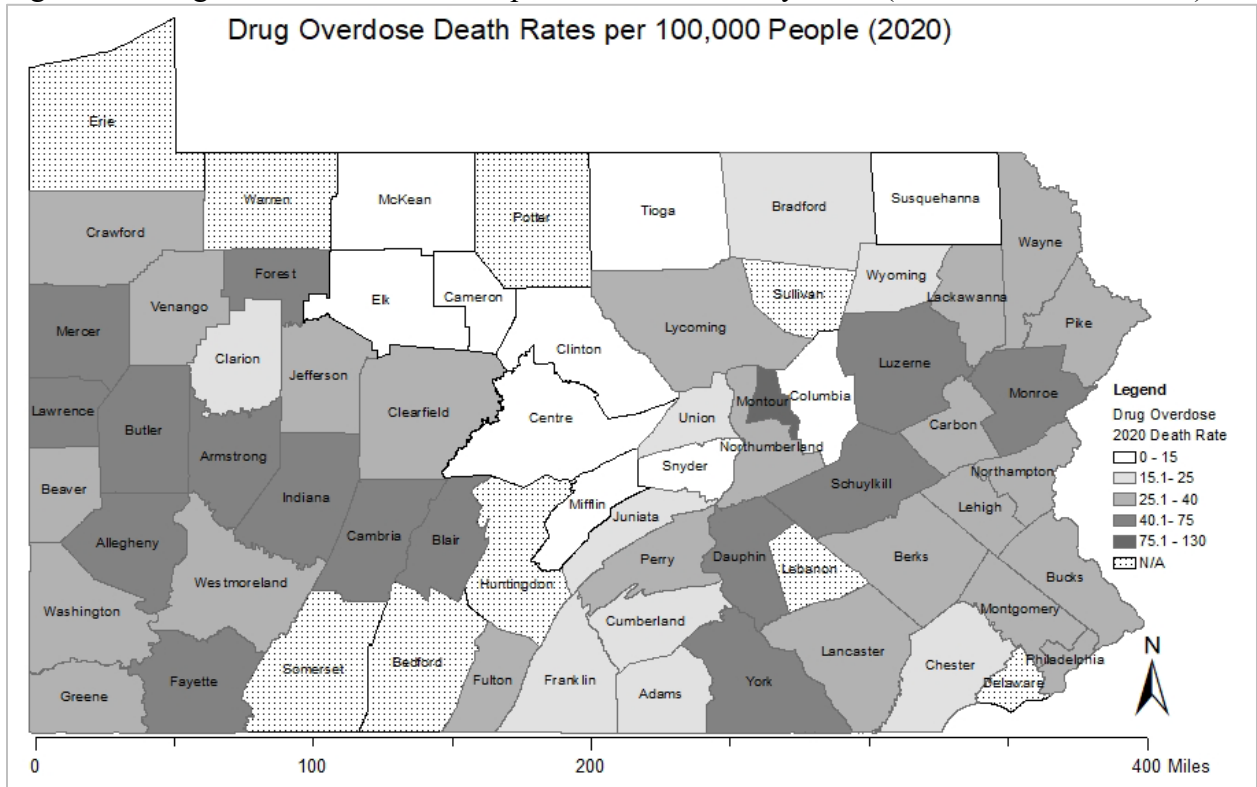 Drug Overdose Death Rates per 100,000 People (2020)
Erie
Warren
McKean
Potter
Tioga
Bradford
Susquehanna
Wayne
Crawford
Forest
Elk
Cameron
Sullivan
Wyoming
Lackawanna
Pike
Venango
Mercer
Clarion
Jefferson
Clearfield
Clinton
Lycoming
Luzerne
Monroe
Lawrence
Butler
Armstrong
Centre
Union
Montour
Columbia
Carbon
Northumberland
Snyder
Beaver
Indiana
Mifflin
Juniata
Schuylkill
Northampton
Lehigh
Allegheny
Cambria
Blair
Huntingdon
Perry
Dauphin
Lebanon
Berks
Bucks
Westmoreland
Washington
Cumberland
Montgomery
Somerset
Bedford
Fulton
Franklin
Adams
York
Lancaster
Chester
Philadelphia
Delaware
Greene
Fayette
Legend
Drug Overdose
2020 Death Rate
0 - 15
15.1- 25
25.1 - 40
40.1- 75
75.1 - 130
N/A
N
0 100 200 400 Miles